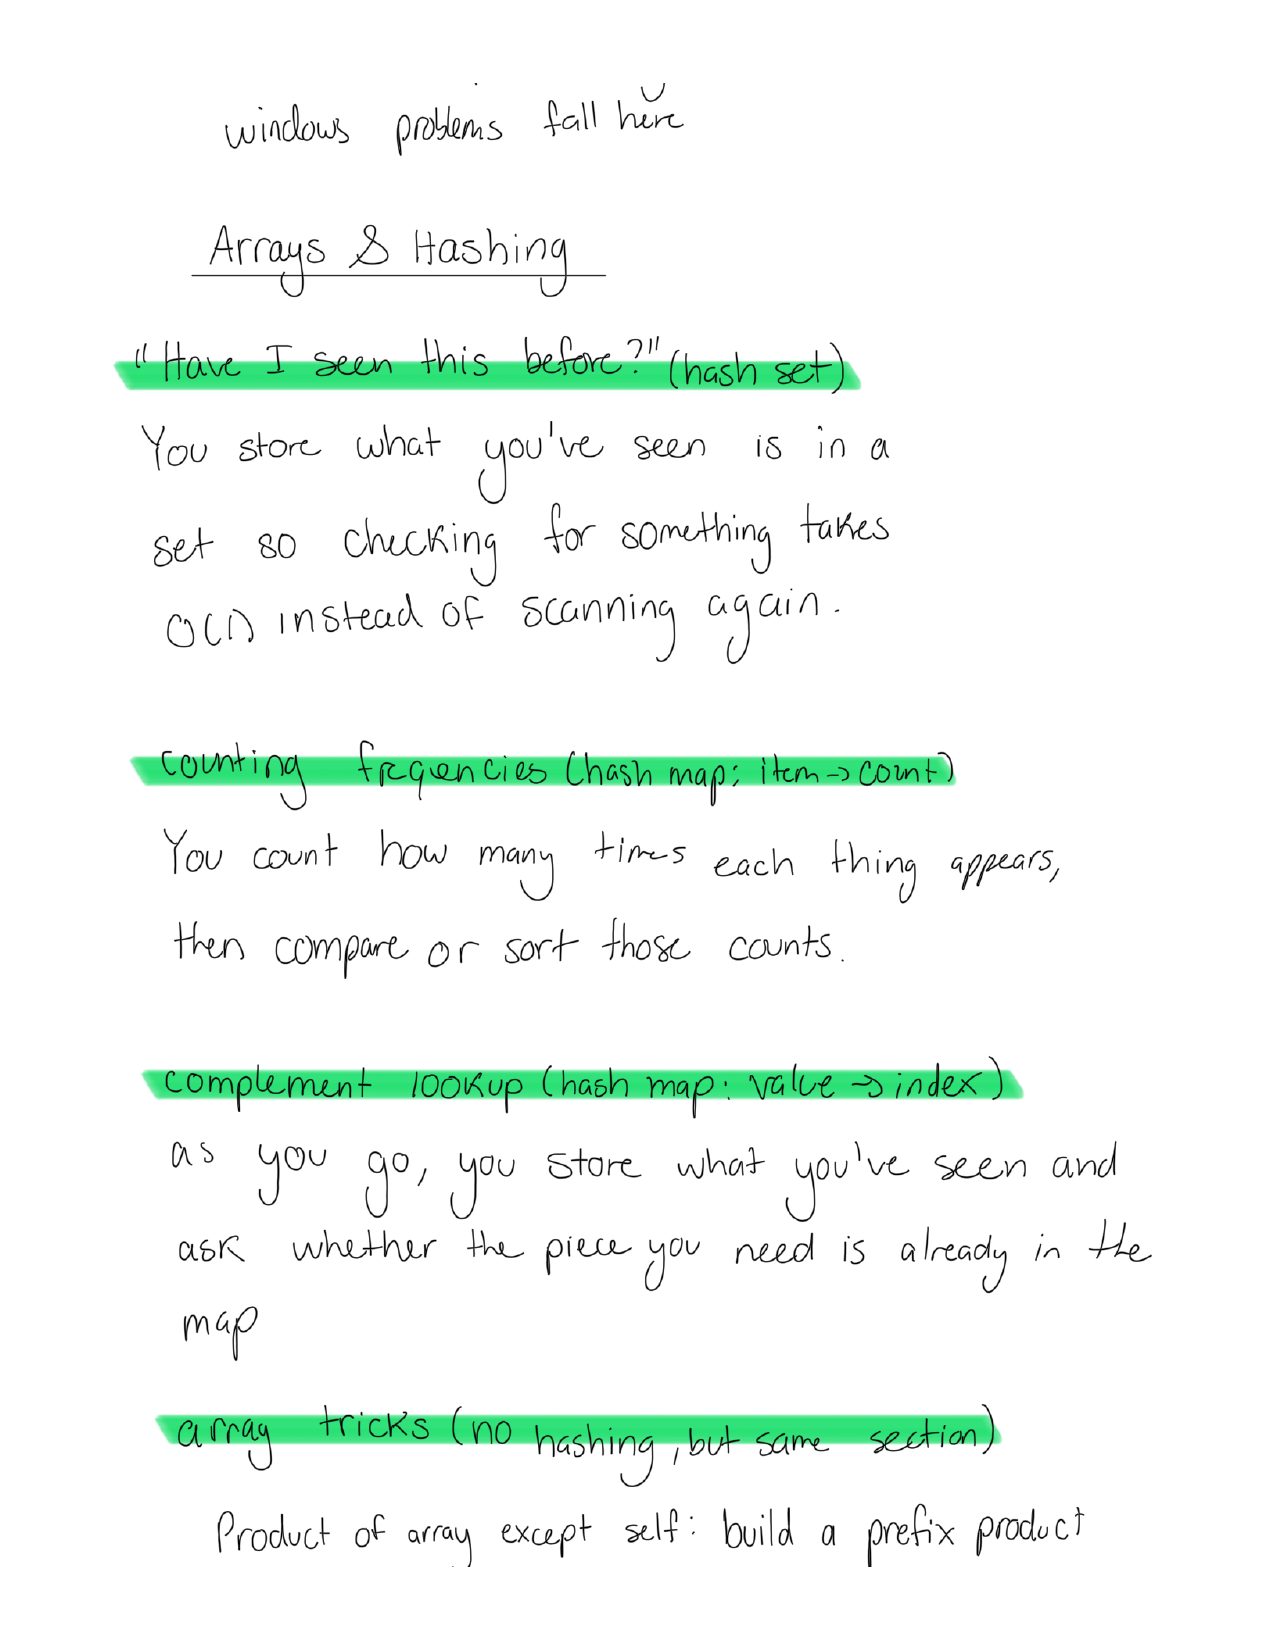 windows problems fall here
Arrays & Hashing
"Have I seen this before?" (hash set)
You store what you've seen is in a
set so checking for something takes
O(1) instead of scanning again.
counting freqencies (hash map: item → count)
You count how many times each thing appears,
then compare or sort those counts.
complement lookup (hash map: value → index)
as you go, you store what you've seen and
ask whether the piece you need is already in the
map
array tricks (no hashing, but same section)
Product of array except self: build a prefix product